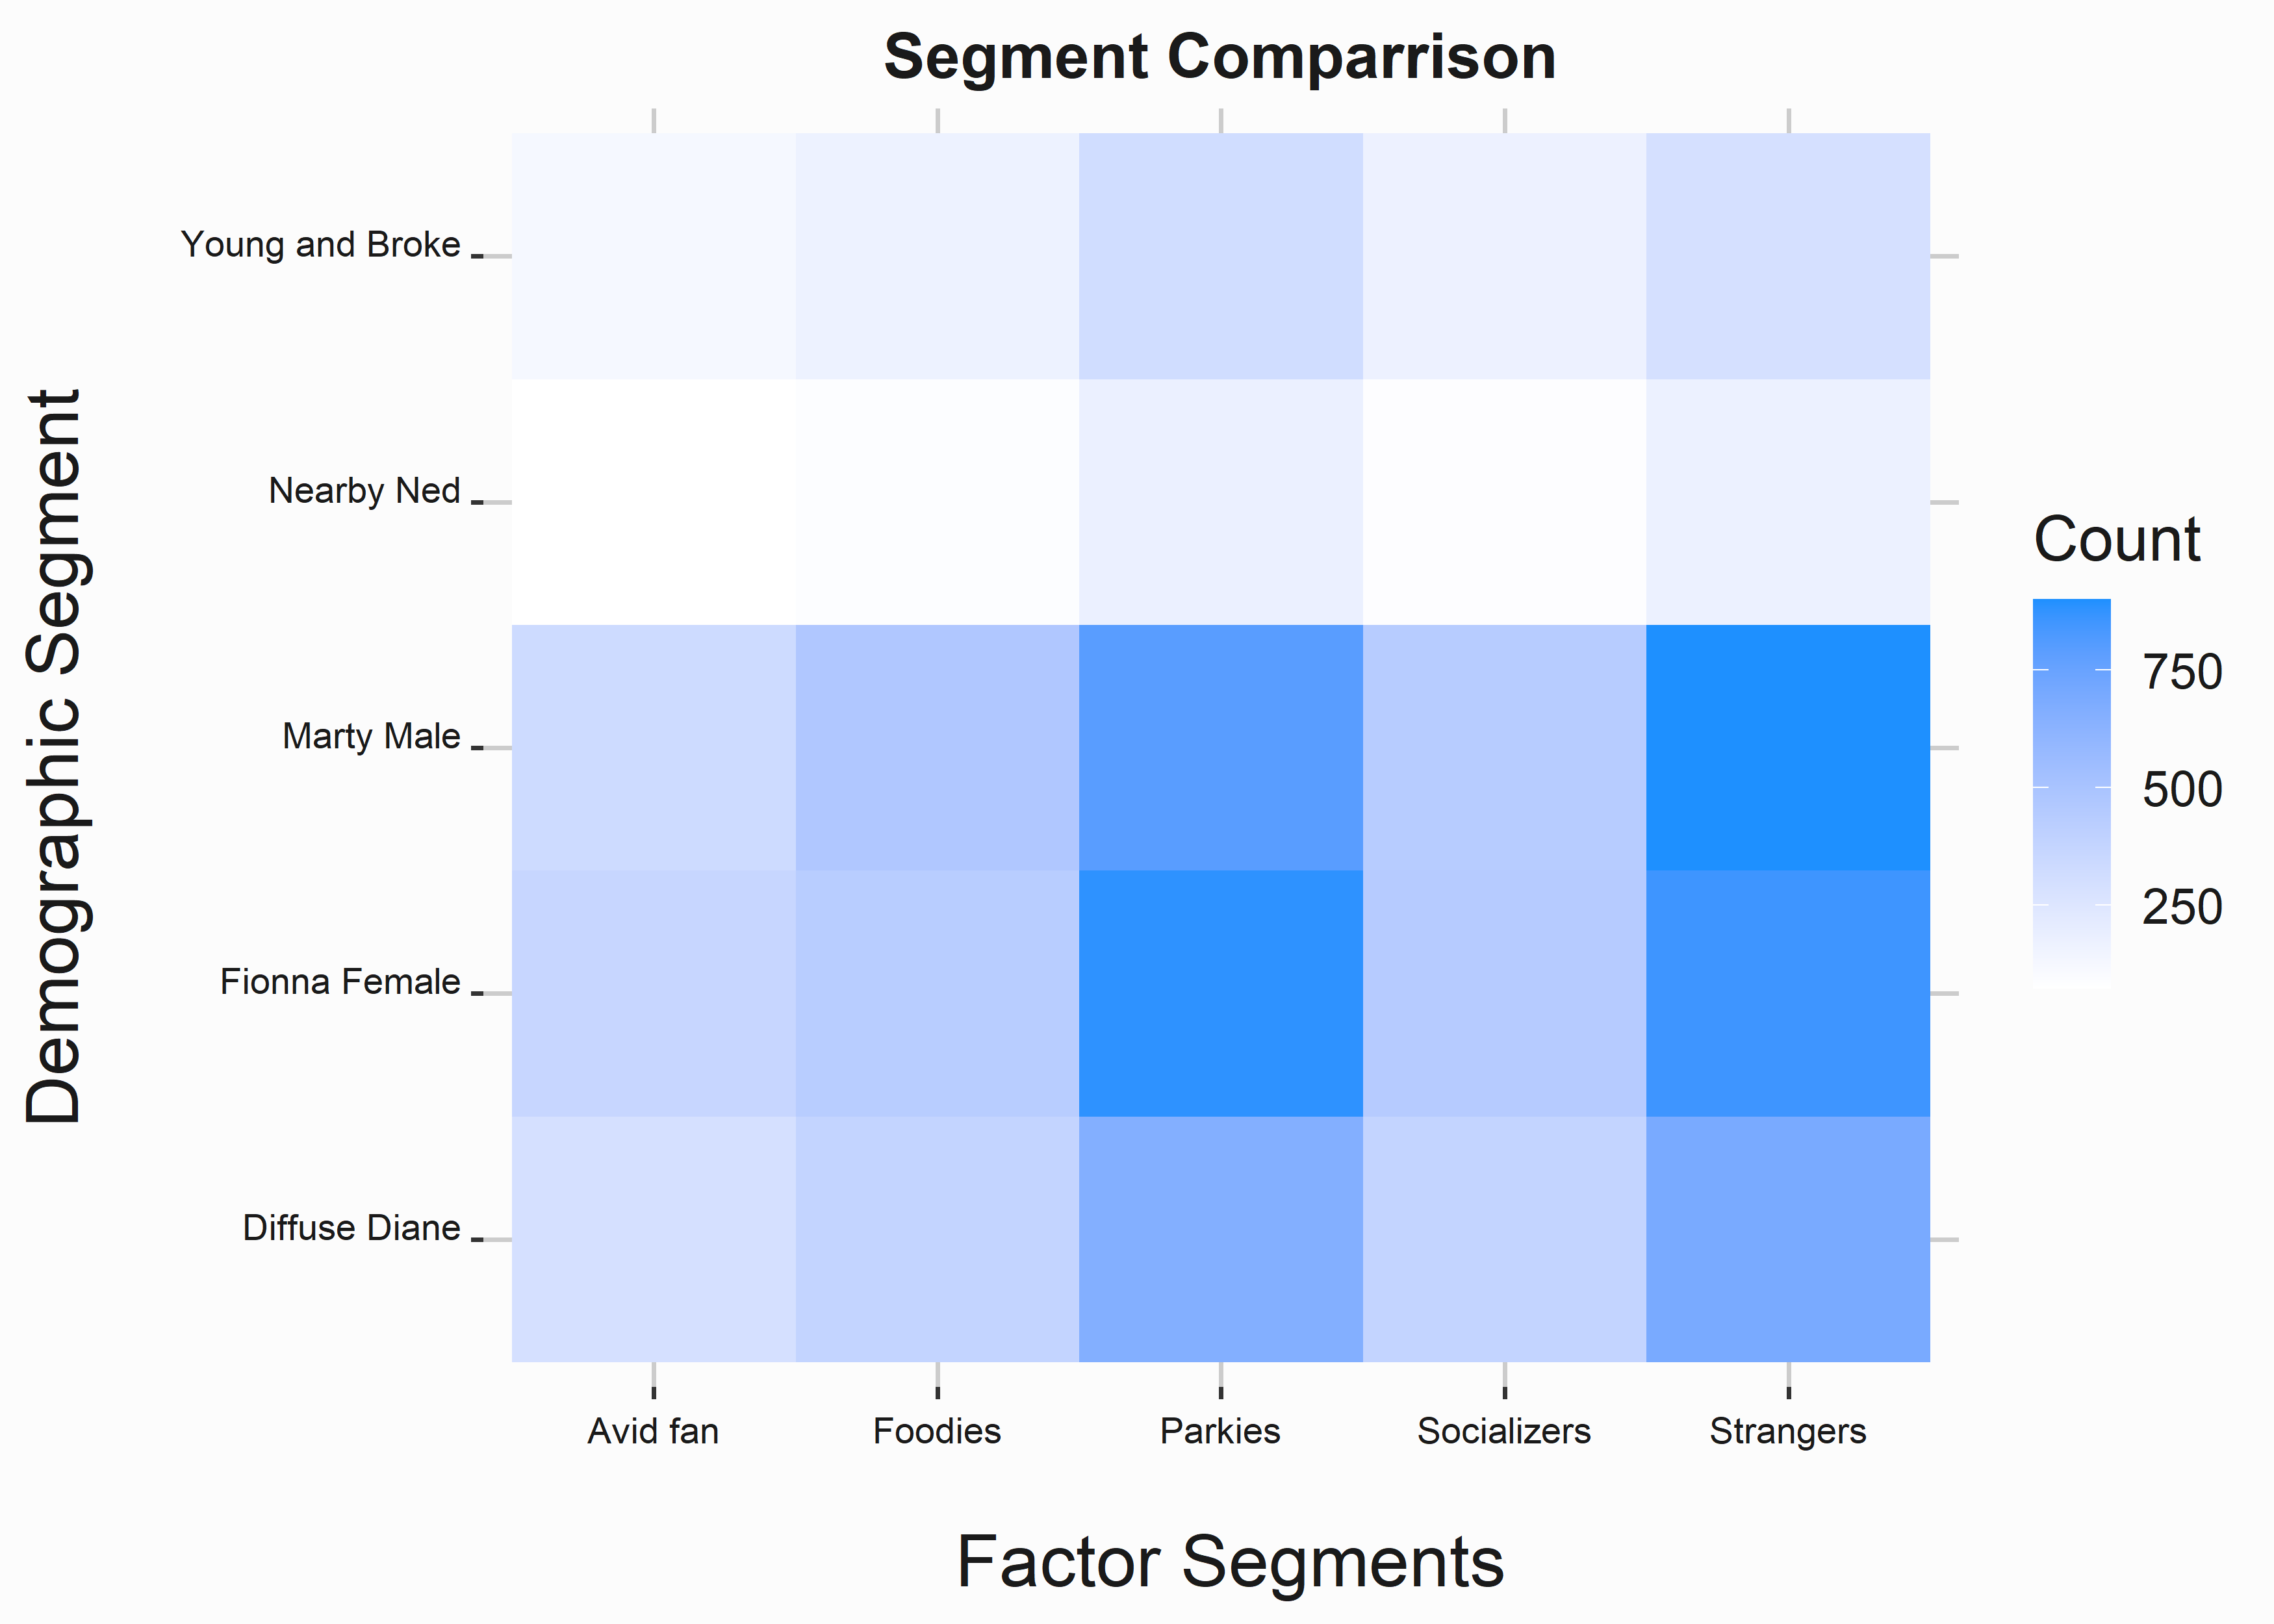 Segment Comparrison
Demographic Segment
Young and Broke
Nearby Ned
Marty Male
Fionna Female
Diffuse Diane
Avid fan
Foodies
Parkies
Socializers
Strangers
Factor Segments
Count
750
500
250